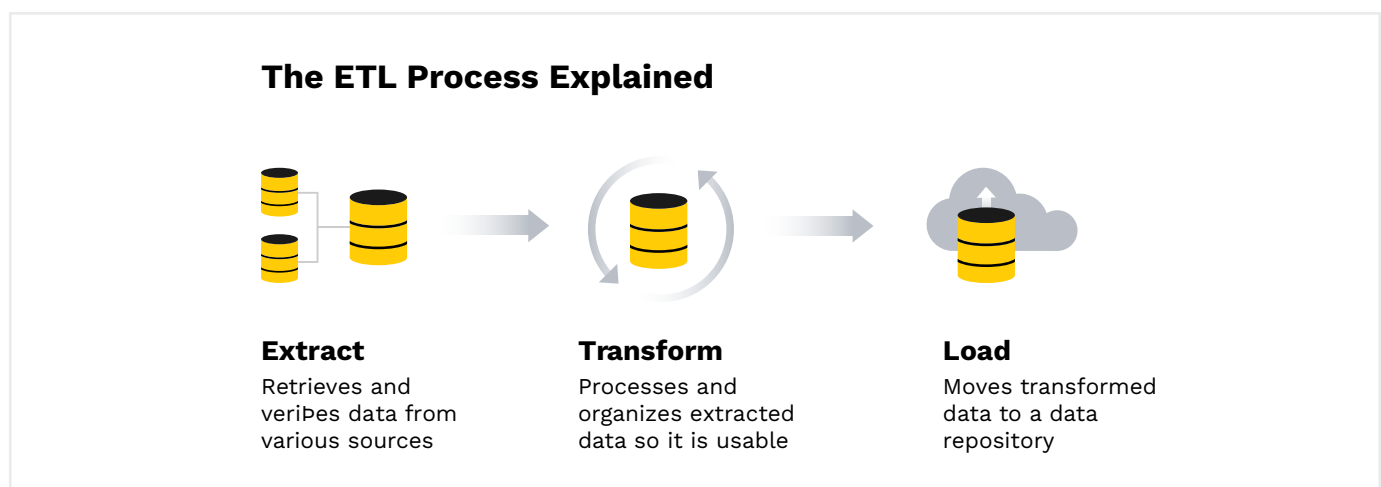 The ETL Process Explained
Extract
Retrieves and
veriÞes data from
various sources
Transform
Processes and
organizes extracted
data so it is usable
Load
Moves transformed
data to a data
repository